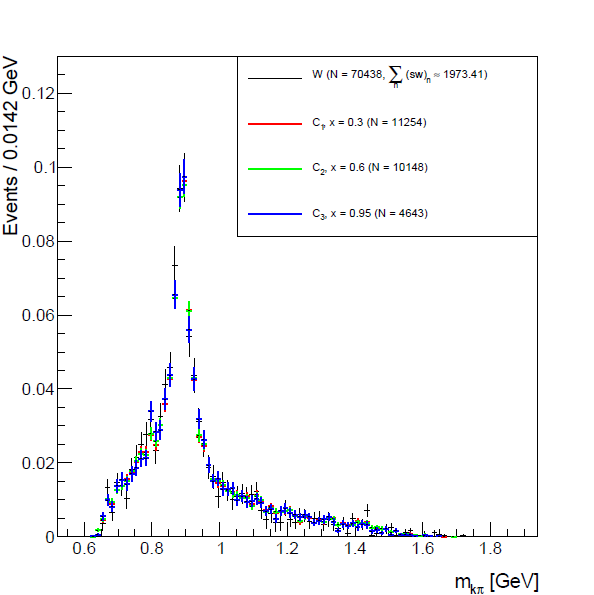 Events / 0.0142 GeV
W (N = 70438, ∑n (sw)n ≈ 1973.41)
C1, x = 0.3 (N = 11254)
C2, x = 0.6 (N = 10148)
C3, x = 0.95 (N = 4643)
0.12
0.1
0.08
0.06
0.04
0.02
0
0.6 0.8 1 1.2 1.4 1.6 1.8
mkπ [GeV]